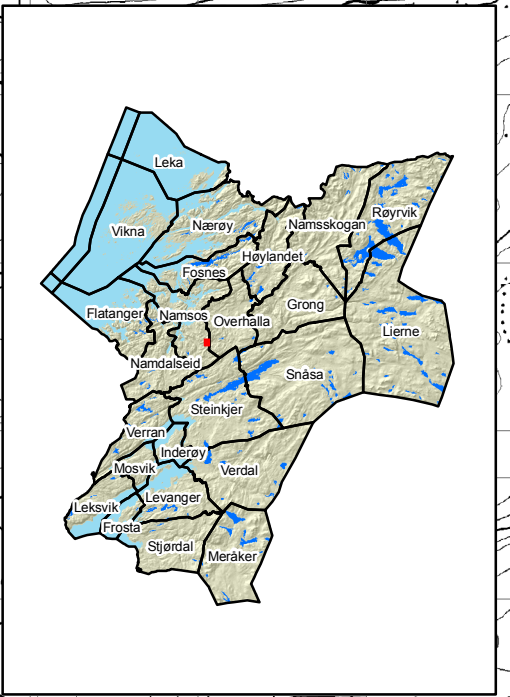 Leka
Røyrvik
Namsskogan
Nærøy
Vikna
Høylandet
Fosnes
Grong
Flatanger
Namsos
Overhalla
Lierne
Namdalseid
Snåsa
Steinkjer
Verran
Inderøy
Mosvik
Verdal
Levanger
Leksvik
Frosta
Stjørdal
Meråker